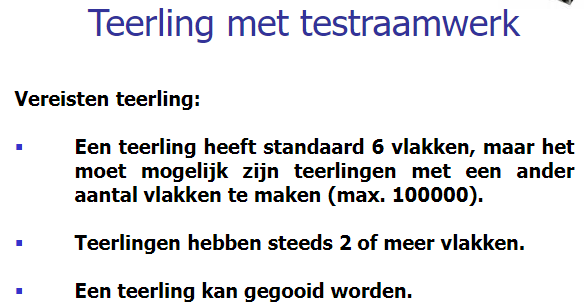 Teerling met testraamwerk
Vereisten teerling:
▪ Een teerling heeft standaard 6 vlakken, maar het
moet mogelijk zijn teerlingen met een ander
aantal vlakken te maken (max. 100000).
▪ Teerlingen hebben steeds 2 of meer vlakken.
▪ Een teerling kan gegooid worden.